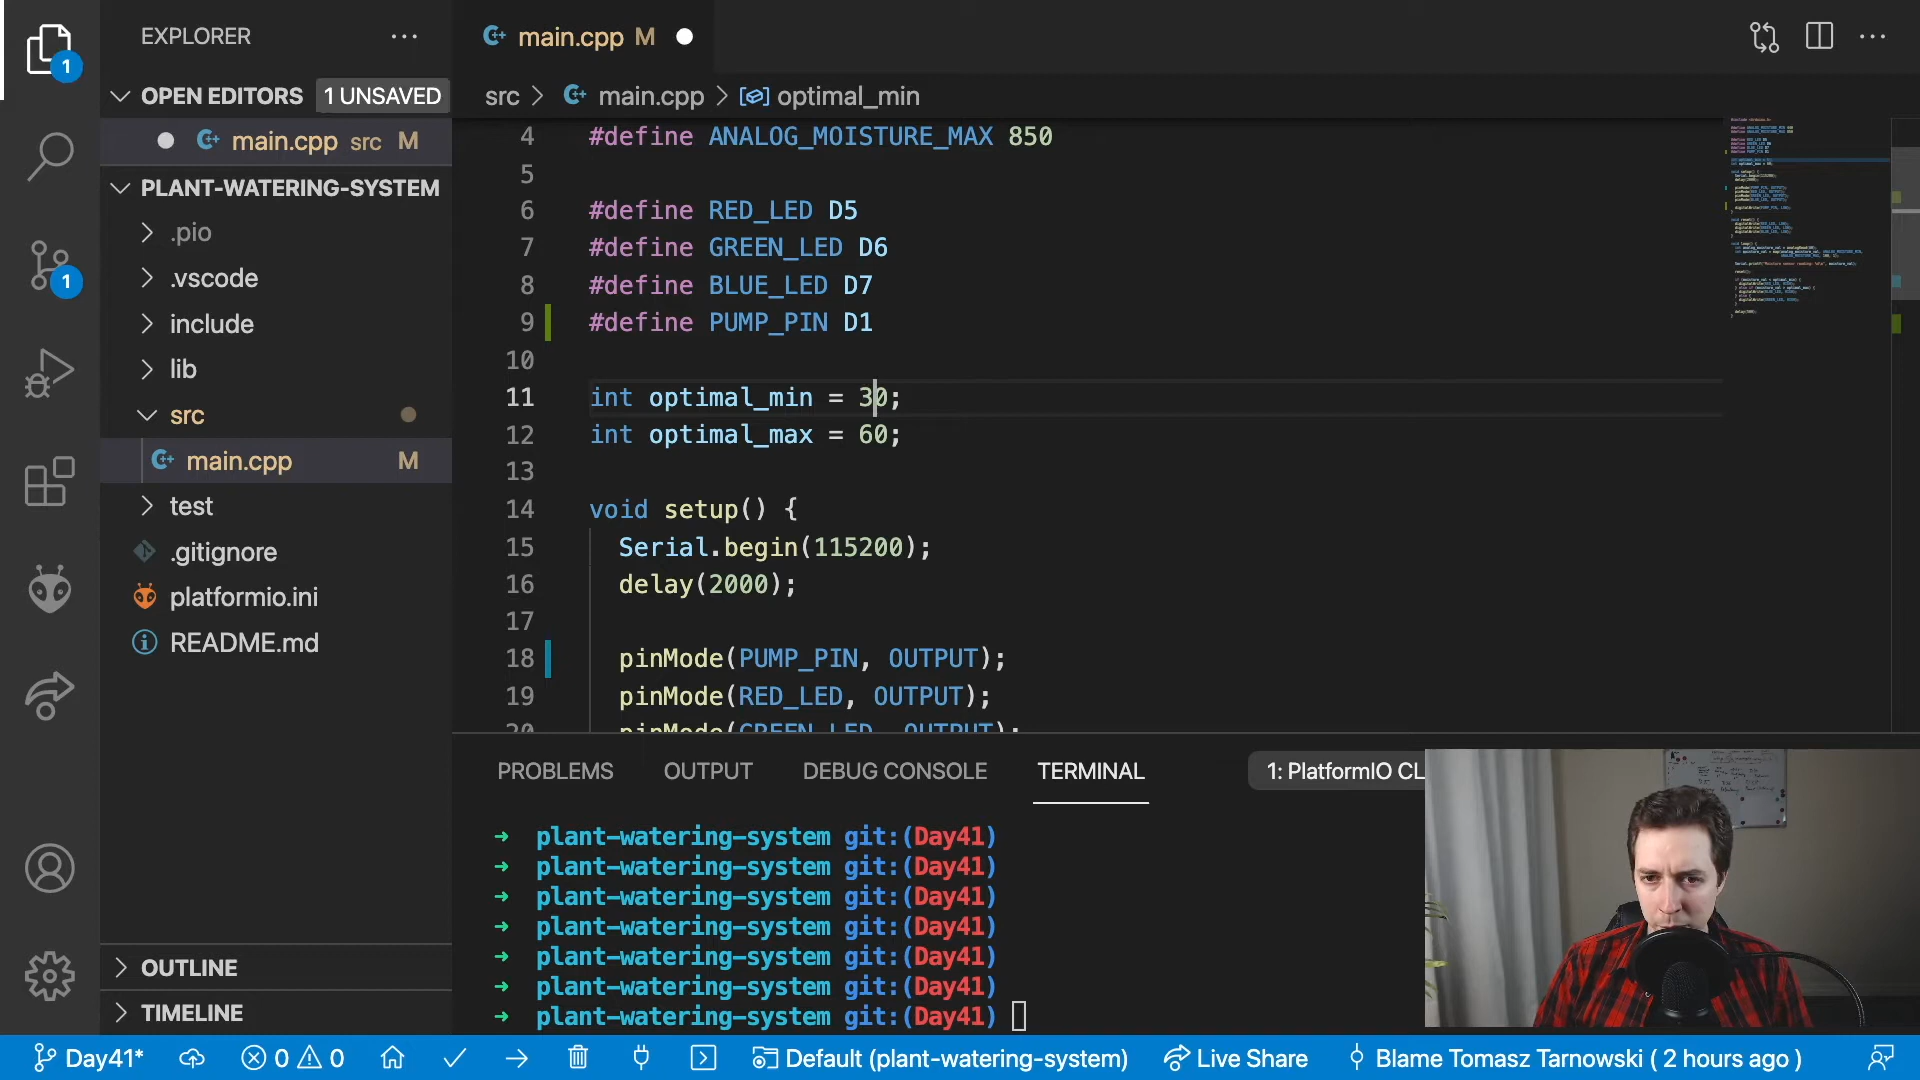 EXPLORER
main.cpp M
OPEN EDITORS 1 UNSAVED
main.cpp src M
PLANT-WATERING-SYSTEM
.pio
.vscode
include
lib
src
main.cpp M
test
.gitignore
platformio.ini
README.md
OUTLINE
TIMELINE
1
1
src > main.cpp > optimal_min
4 #define ANALOG_MOISTURE_MAX 850
5
6 #define RED_LED D5
7 #define GREEN_LED D6
8 #define BLUE_LED D7
9 #define PUMP_PIN D1
10
11 int optimal_min = 30;
12 int optimal_max = 60;
13
14 void setup() {
15 Serial.begin(115200);
16 delay(2000);
17
18 pinMode(PUMP_PIN, OUTPUT);
19 pinMode(RED_LED, OUTPUT);
20 pinMode(GREEN_LED, OUTPUT);
PROBLEMS OUTPUT DEBUG CONSOLE TERMINAL 1: PlatformIO CL
➜ plant-watering-system git:(Day41)
➜ plant-watering-system git:(Day41)
➜ plant-watering-system git:(Day41)
➜ plant-watering-system git:(Day41)
➜ plant-watering-system git:(Day41)
➜ plant-watering-system git:(Day41)
➜ plant-watering-system git:(Day41)
Day41* 0 0 Default (plant-watering-system) Live Share Blame Tomasz Tarnowski ( 2 hours ago )